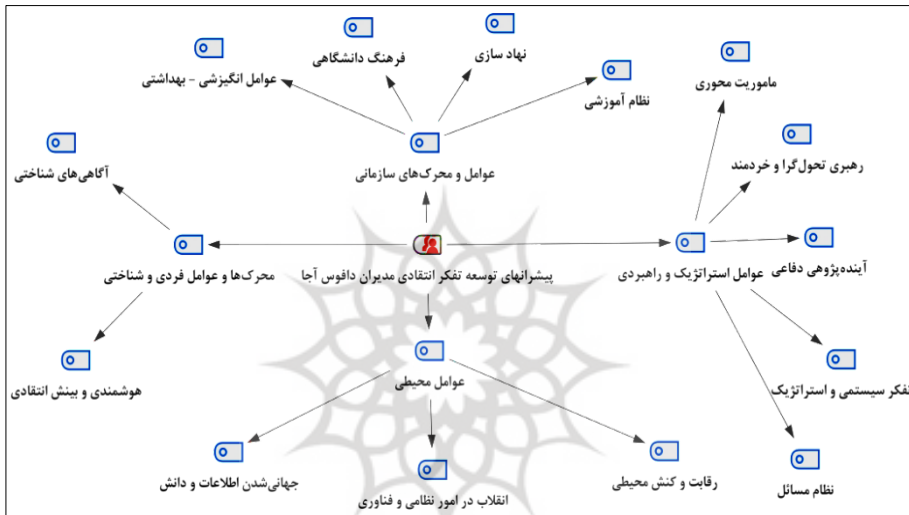 نهاد سازی
فرهنگ دانشگاهی
عوامل انگیزشی - بهداشتی
ماموریت محوری
نظام آموزشی
رهبری تحول‌گرا و خردمند
عوامل و محرک‌های سازمانی
آگاهی‌های شناختی
آینده‌پژوهی دفاعی
عوامل استراتژیک و راهبردی
پیشرانهای توسعه تفکر انتقادی مدیران دافوس آجا
محرک‌ها و عوامل فردی و شناختی
تفکر سیستمی و استراتژیک
عوامل محیطی
هوشمندی و بینش انتقادی
نظام مسائل
رقابت و کنش محیطی
انقلاب در امور نظامی و فناوری
جهانی‌شدن اطلاعات و دانش